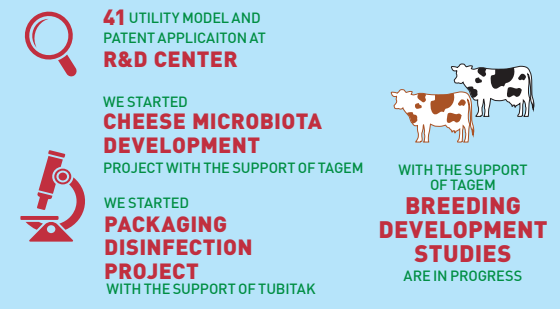 41 UTILITY MODEL AND
PATENT APPLICAITON AT
R&D CENTER
WE STARTED
CHEESE MICROBIOTA
DEVELOPMENT
PROJECT WITH THE SUPPORT OF TAGEM
WE STARTED
PACKAGING
DISINFECTION
PROJECT
WITH THE SUPPORT OF TUBITAK
WITH THE SUPPORT
OF TAGEM
BREEDING
DEVELOPMENT
STUDIES
ARE IN PROGRESS